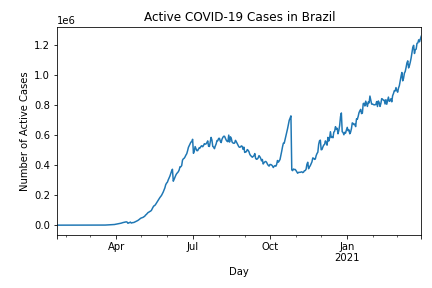 Active COVID-19 Cases in Brazil
1e6
1.2
1.0
0.8
0.6
0.4
0.2
0.0
Number of Active Cases
Apr Jul Oct Jan
2021
Day